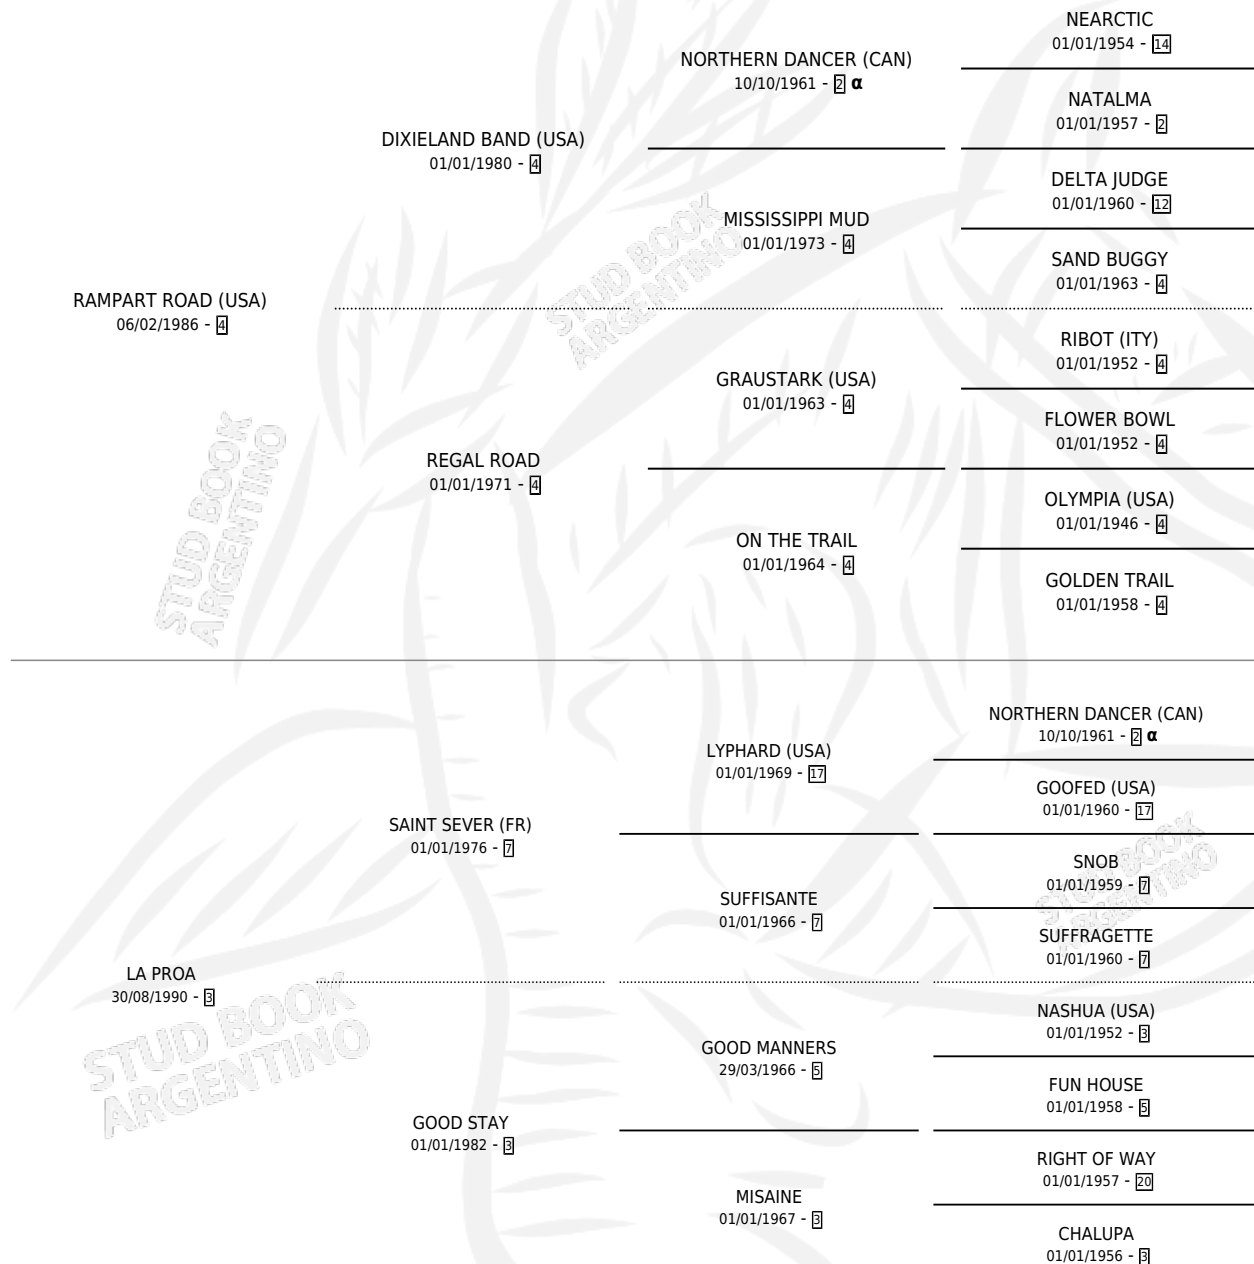 NEARCTIC
01/01/1954 - 14
NORTHERN DANCER (CAN)
10/10/1961 - 2 α
NATALMA
01/01/1957 - 2
DIXIELAND BAND (USA)
01/01/1980 - 4
DELTA JUDGE
01/01/1960 - 12
MISSISSIPPI MUD
01/01/1973 - 4
SAND BUGGY
01/01/1963 - 4
RAMPART ROAD (USA)
06/02/1986 - 4
RIBOT (ITY)
01/01/1952 - 4
GRAUSTARK (USA)
01/01/1963 - 4
FLOWER BOWL
01/01/1952 - 4
REGAL ROAD
01/01/1971 - 4
OLYMPIA (USA)
01/01/1946 - 4
ON THE TRAIL
01/01/1964 - 4
GOLDEN TRAIL
01/01/1958 - 4
NORTHERN DANCER (CAN)
10/10/1961 - 2 α
LYPHARD (USA)
01/01/1969 - 17
GOOFED (USA)
01/01/1960 - 17
SAINT SEVER (FR)
01/01/1976 - 7
SNOB
01/01/1959 - 7
SUFFISANTE
01/01/1966 - 7
SUFFRAGETTE
01/01/1960 - 7
LA PROA
30/08/1990 - 3
NASHUA (USA)
01/01/1952 - 3
GOOD MANNERS
29/03/1966 - 5
FUN HOUSE
01/01/1958 - 5
GOOD STAY
01/01/1982 - 3
RIGHT OF WAY
01/01/1957 - 20
MISAINE
01/01/1967 - 3
CHALUPA
01/01/1956 - 3
STUD BOOK
ARGENTINO
STUD BOOK
ARGENTINO
STUD BOOK
ARGENTINO
STUD BOOK
ARGENTINO